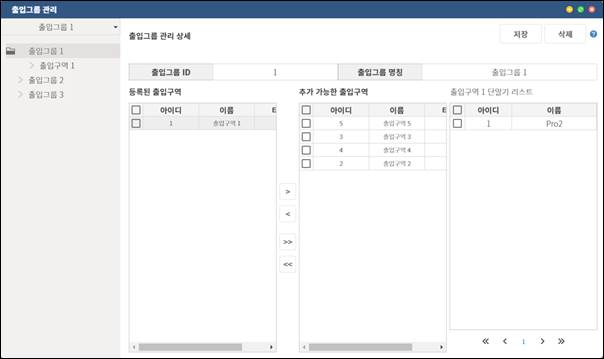 출입그룹 관리
출입그룹 1
출입그룹 1
출입구역 1
출입그룹 2
출입그룹 3
출입그룹 관리 상세
저장 삭제 ?
출입그룹 ID 1 출입그룹 명칭 출입그룹 1
등록된 출입구역 추가 가능한 출입구역 출입구역 1 단말기 리스트
아이디 이름 E
1 출입구역 1
> < >> <<
아이디 이름 E
5 출입구역 5
3 출입구역 3
4 출입구역 4
2 출입구역 2
아이디 이름
1 Pro2
≪ < 1 > ≫